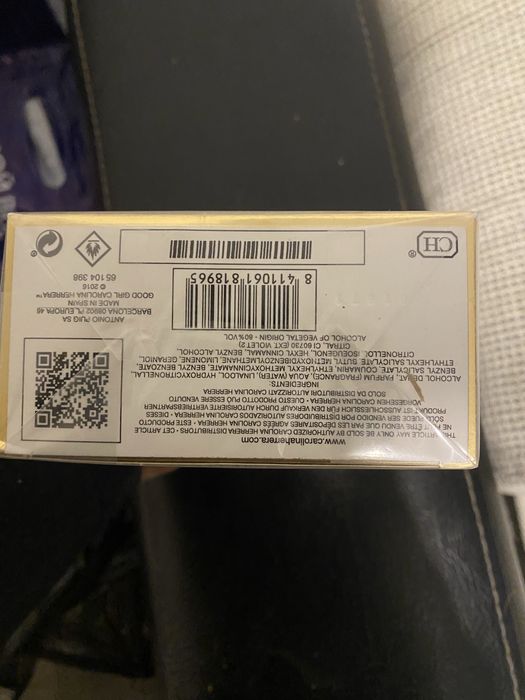 www.carolinaherrera.com
THIS ARTICLE MAY ONLY BE SOLD BY AUTHORIZED CAROLINA HERRERA DISTRIBUTORS • CET ARTICLE
NE PEUT ÊTRE VENDU QUE PAR LES DÉPOSITAIRES AGRÉÉS CAROLINA HERRERA • ESTE PRODUCTO
SOLO PUEDE SER VENDIDO POR DISTRIBUIDORES AUTORIZADOS CAROLINA HERRERA • DIESES
PRODUKT IST AUSSCHLIESSLICH FÜR DEN VERKAUF DURCH AUTORISIERTE VERTRIEBSPARTNER
VORGESEHEN CAROLINA HERRERA • QUESTO PRODOTTO PUO ESSERE VENDUTO
SOLO DA DISTRIBUTORI AUTORIZZATI CAROLINA HERRERA
INGREDIENTS:
ALCOHOL DENAT, PARFUM (FRAGRANCE), AQUA (WATER), LINALOOL, HYDROXYCITRONELLAL,
BENZYL SALICYLATE, COUMARIN, ETHYLHEXYL METHOXYCINNAMATE, BENZYL BENZOATE,
ETHYLHEXYL SALICYLATE, BUTYL METHOXYDIBENZOYLMETHANE, LIMONENE, GERANIOL,
CITRONELLOL, ISOEUGENOL, HEXYL CINNAMAL, BENZYL ALCOHOL,
CITRAL, CI 60730 (EXT. VIOLET 2)
ALCOHOL OF VEGETAL ORIGIN - 80%VOL
ANTONIO PUIG SA
BARCELONA 08902 PL.EUROPA 46
MADE IN SPAIN
GOOD GIRL CAROLINA HERRERA™
© 2016
65 104 398
8 411061 818965
CH®